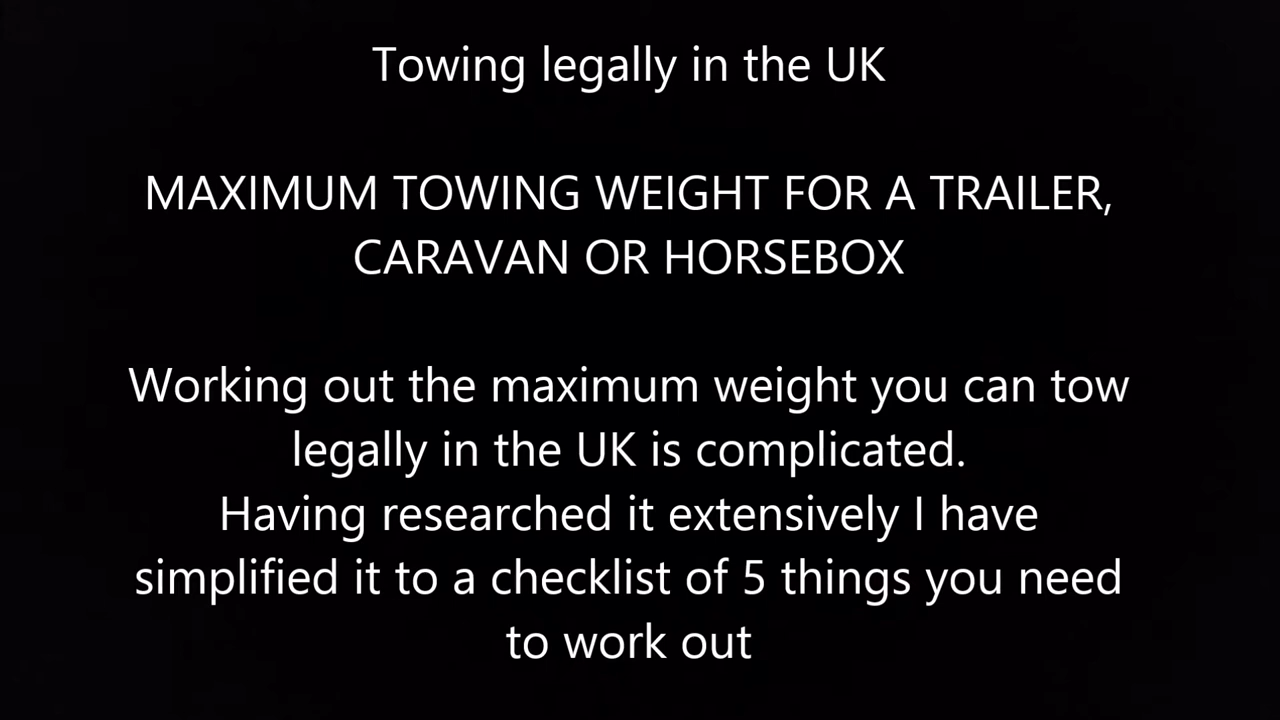 Towing legally in the UK
MAXIMUM TOWING WEIGHT FOR A TRAILER,
CARAVAN OR HORSEBOX
Working out the maximum weight you can tow
legally in the UK is complicated.
Having researched it extensively I have
simplified it to a checklist of 5 things you need
to work out